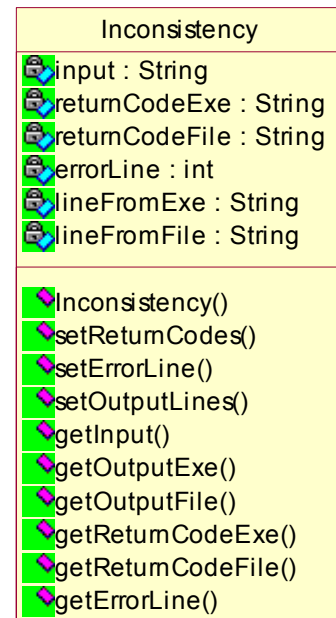 Inconsistency
input : String
returnCodeExe : String
returnCodeFile : String
errorLine : int
lineFromExe : String
lineFromFile : String
Inconsistency()
setReturnCodes()
setErrorLine()
setOutputLines()
getInput()
getOutputExe()
getOutputFile()
getReturnCodeExe()
getReturnCodeFile()
getErrorLine()